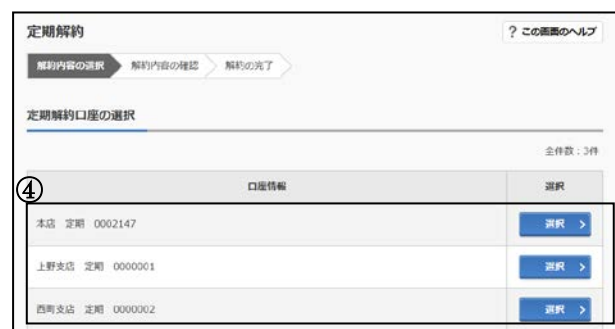 定期解約
? この画面のヘルプ
解約内容の選択 解約内容の確認 解約の完了
定期解約口座の選択
全件数：3件
④
口座情報 選択
本店 定期 0002147 選択 >
上野支店 定期 0000001 選択 >
西町支店 定期 0000002 選択 >